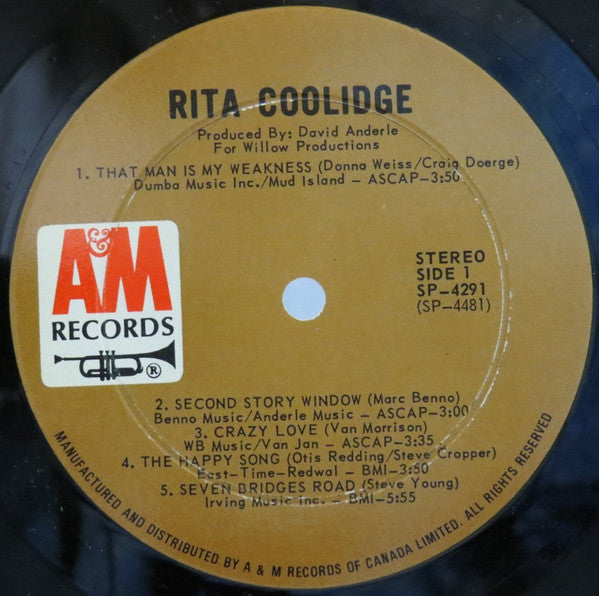 RITA COOLIDGE
Produced By: David Anderle
For Willow Productions
1. THAT MAN IS MY WEAKNESS (Donna Weiss/Craig Doerge)
Dumba Music Inc./Mud Island – ASCAP–3:50
A&M
RECORDS
®
STEREO
SIDE 1
SP–4291
(SP–4481)
2. SECOND STORY WINDOW (Marc Benno)
Benno Music/Anderle Music – ASCAP–3:00
3. CRAZY LOVE (Van Morrison)
WB Music/Van Jan – ASCAP–3:35
4. THE HAPPY SONG (Otis Redding/Steve Cropper)
East-Time-Redwal – BMI–3:50
5. SEVEN BRIDGES ROAD (Steve Young)
Irving Music Inc. – BMI–5:55
MANUFACTURED AND DISTRIBUTED BY A & M RECORDS OF CANADA LIMITED. ALL RIGHTS RESERVED